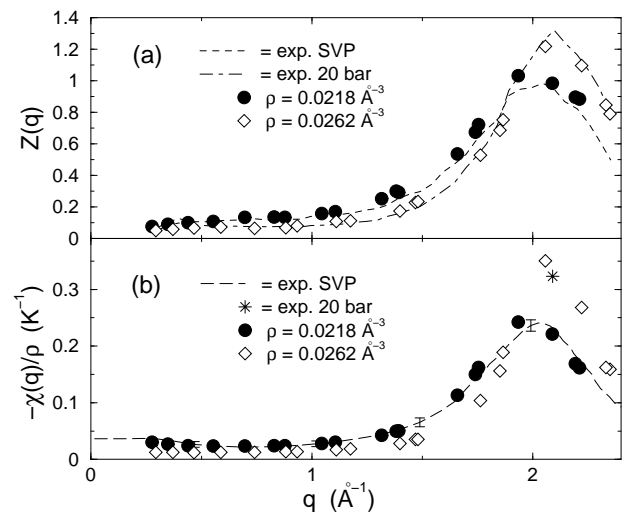 1.4
1.2
1
0.8
0.6
0.4
0.2
0
Z(q)
(a)
= exp. SVP
= exp. 20 bar
ρ = 0.0218 Å⁻³
ρ = 0.0262 Å⁻³
0.3
0.2
0.1
0
−χ(q)/ρ (K⁻¹)
(b)
= exp. SVP
= exp. 20 bar
ρ = 0.0218 Å⁻³
ρ = 0.0262 Å⁻³
0 1 2
q (Å⁻¹)